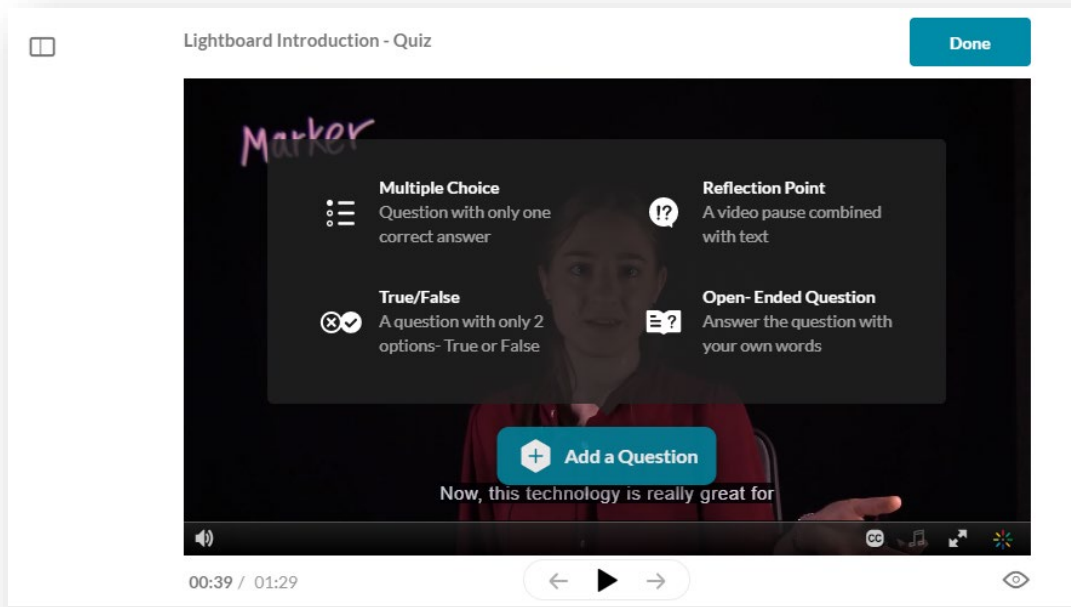 Lightboard Introduction - Quiz
Done
Marker
Multiple Choice
Question with only one
correct answer
Reflection Point
A video pause combined
with text
True/False
A question with only 2
options- True or False
Open- Ended Question
Answer the question with
your own words
Add a Question
Now, this technology is really great for
CC
00:39 / 01:29